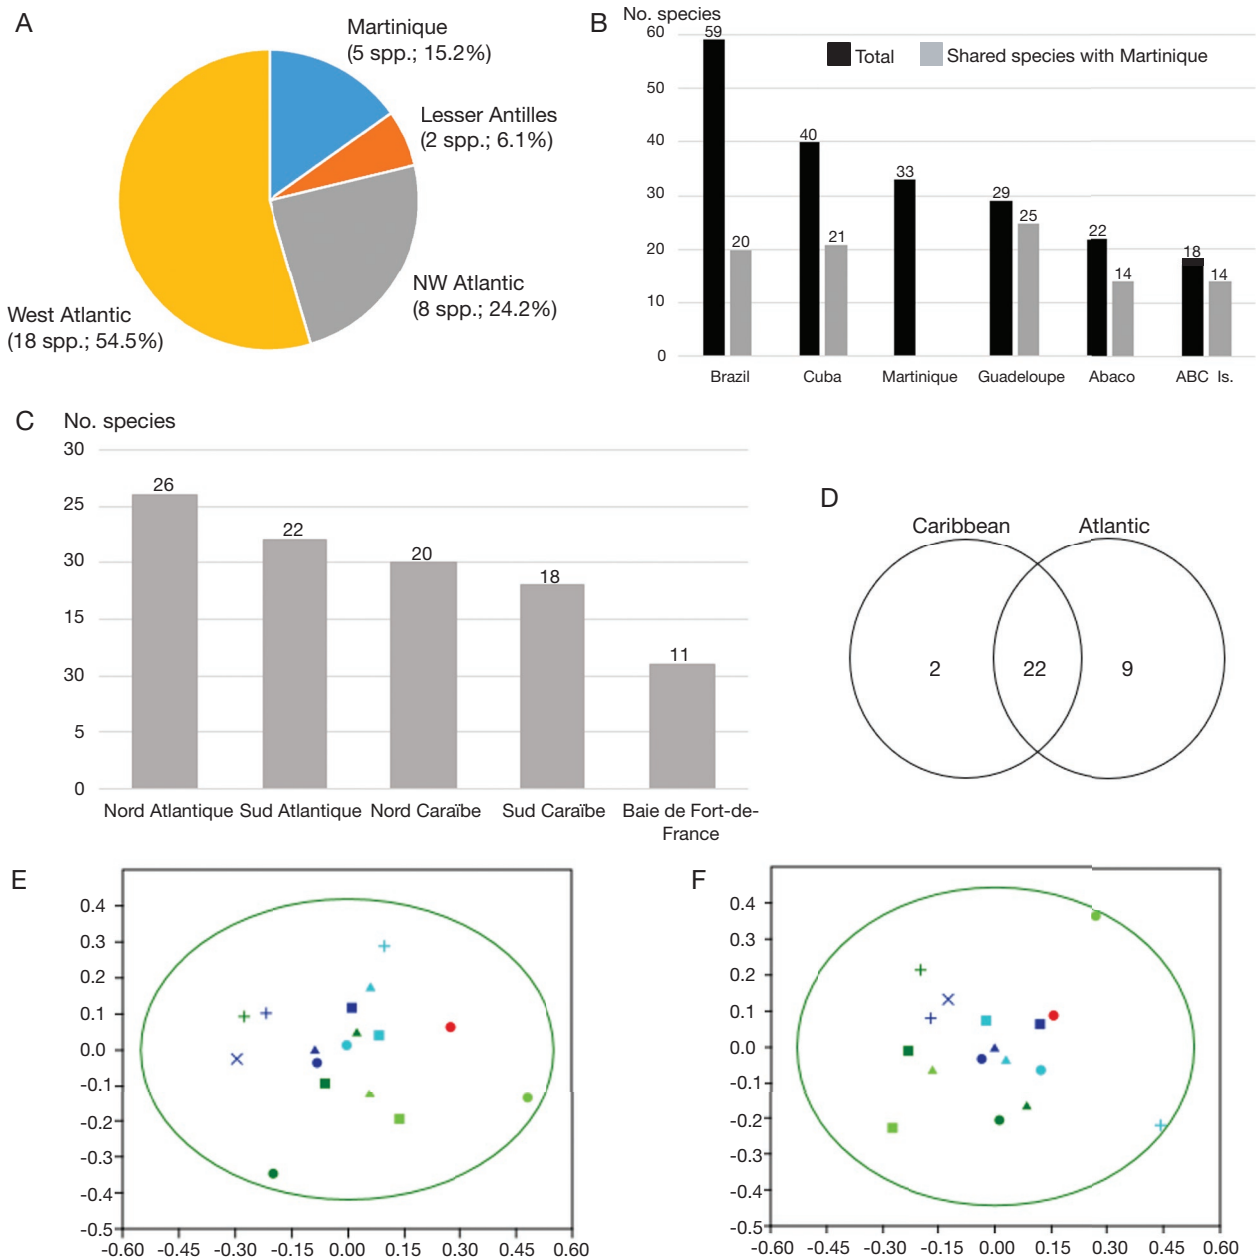 A
Martinique
(5 spp.; 15.2%)
Lesser Antilles
(2 spp.; 6.1%)
NW Atlantic
(8 spp.; 24.2%)
West Atlantic
(18 spp.; 54.5%)
B
No. species
60
50
40
30
20
10
0
Total
Shared species with Martinique
59
20
40
21
33
29
25
22
14
18
14
Brazil
Cuba
Martinique
Guadeloupe
Abaco
ABC Is.
C
No. species
30
25
30
15
30
5
0
26
22
20
18
11
Nord Atlantique
Sud Atlantique
Nord Caraïbe
Sud Caraïbe
Baie de Fort-de-
France
D
Caribbean
Atlantic
2
22
9
E
0.4
0.3
0.2
0.1
0.0
-0.1
-0.2
-0.3
-0.4
-0.5
-0.60 -0.45 -0.30 -0.15 0.00 0.15 0.30 0.45 0.60
F
0.4
0.3
0.2
0.1
0.0
-0.1
-0.2
-0.3
-0.4
-0.5
-0.60 -0.45 -0.30 -0.15 0.00 0.15 0.30 0.45 0.60